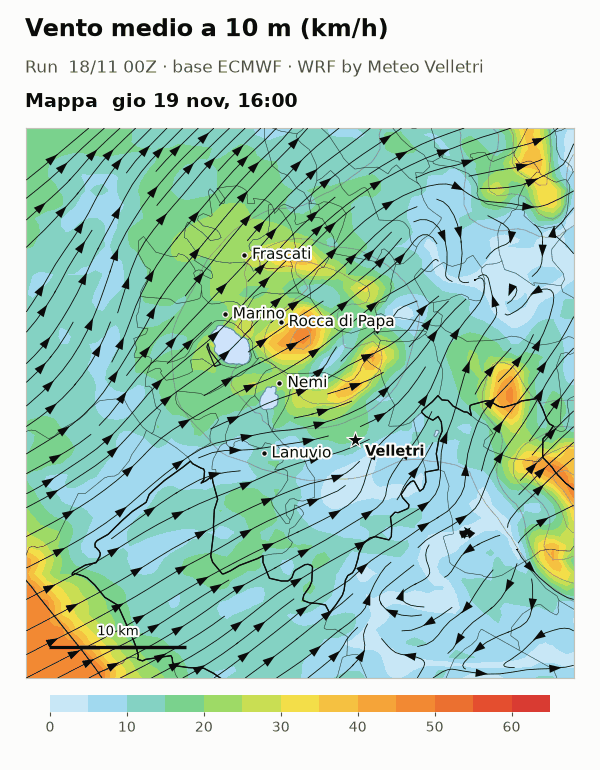 Vento medio a 10 m (km/h)
Run 18/11 00Z · base ECMWF · WRF by Meteo Velletri
Mappa gio 19 nov, 16:00
Frascati
Marino
Rocca di Papa
Nemi
Velletri
Lanuvio
10 km
0 10 20 30 40 50 60